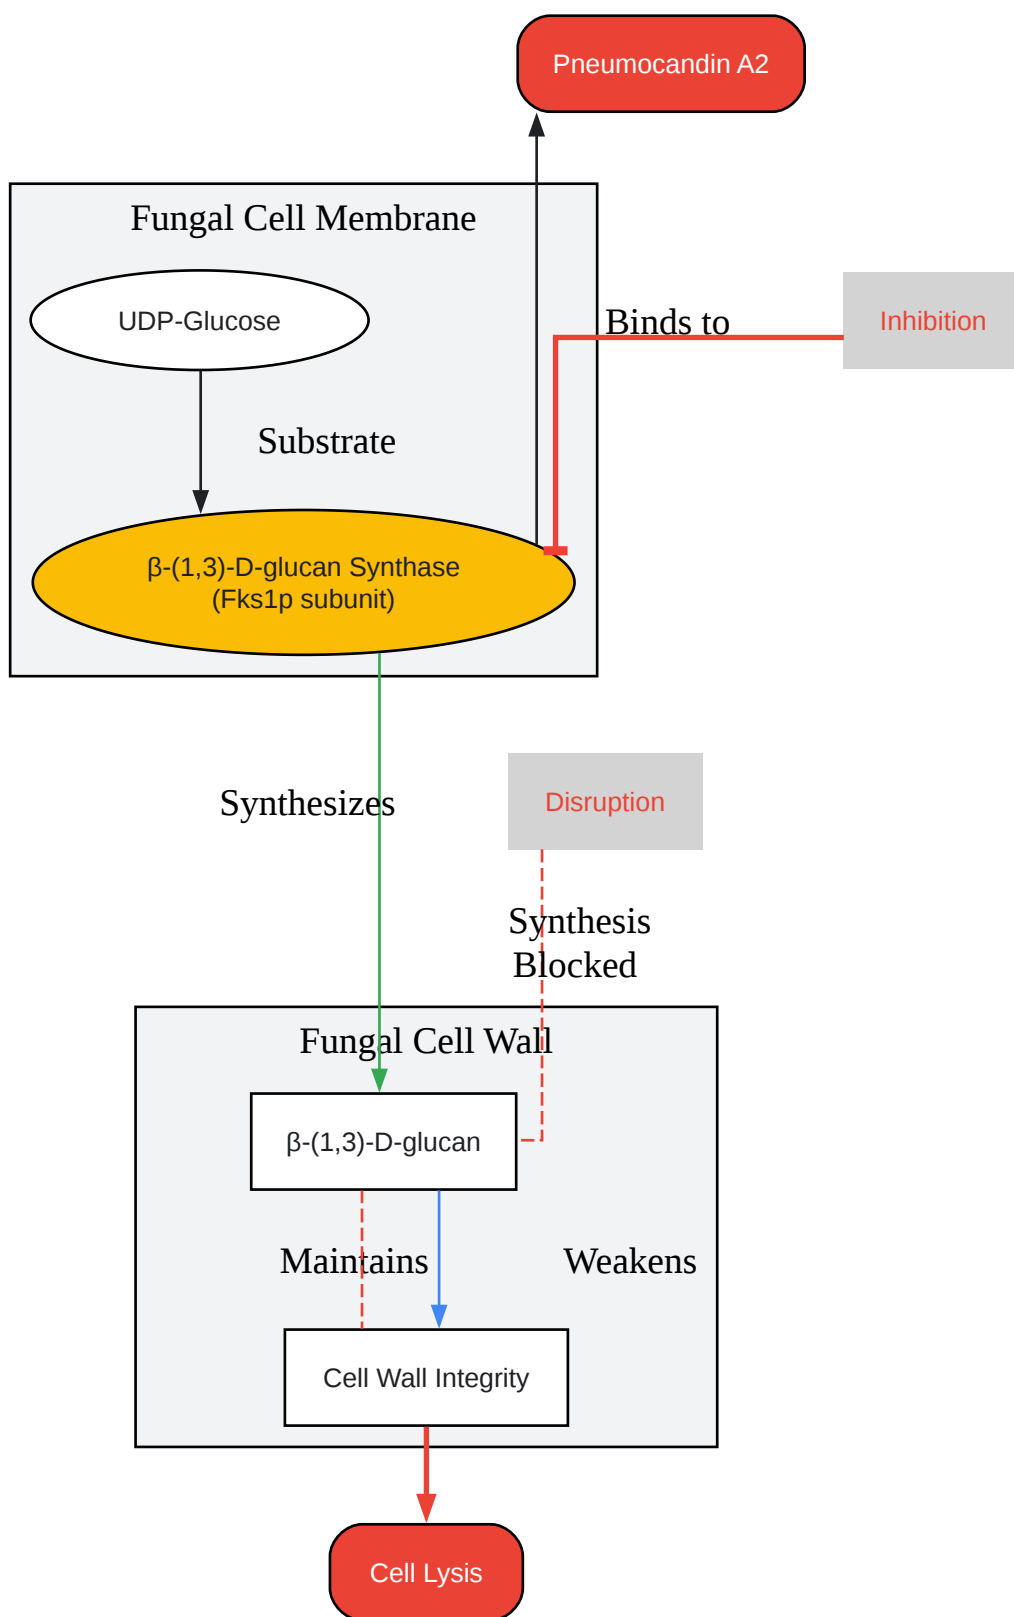 Pneumocandin A2
Fungal Cell Membrane
UDP-Glucose
Binds to
Inhibition
Substrate
β-(1,3)-D-glucan Synthase
(Fks1p subunit)
Synthesizes
Disruption
Synthesis
Blocked
Fungal Cell Wall
β-(1,3)-D-glucan
Maintains
Weakens
Cell Wall Integrity
Cell Lysis